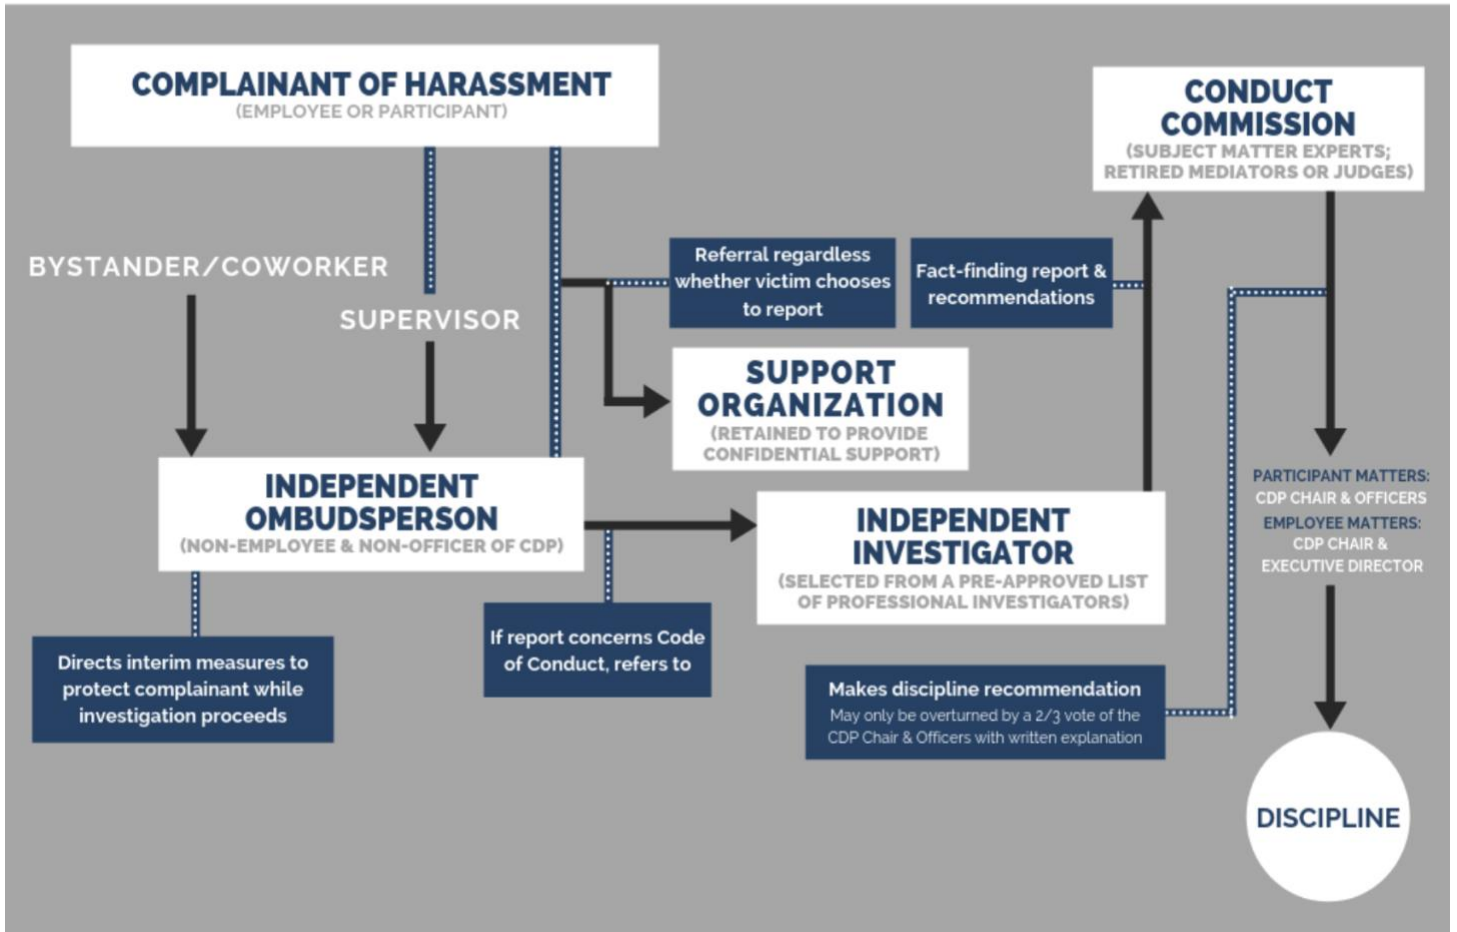 COMPLAINANT OF HARASSMENT
(EMPLOYEE OR PARTICIPANT)
CONDUCT
COMMISSION
(SUBJECT MATTER EXPERTS;
RETIRED MEDIATORS OR JUDGES)
BYSTANDER/COWORKER
SUPERVISOR
Referral regardless
whether victim chooses
to report
Fact-finding report &
recommendations
SUPPORT
ORGANIZATION
(RETAINED TO PROVIDE
CONFIDENTIAL SUPPORT)
INDEPENDENT
OMBUDSPERSON
(NON-EMPLOYEE & NON-OFFICER OF CDP)
INDEPENDENT
INVESTIGATOR
(SELECTED FROM A PRE-APPROVED LIST
OF PROFESSIONAL INVESTIGATORS)
PARTICIPANT MATTERS:
CDP CHAIR & OFFICERS
EMPLOYEE MATTERS:
CDP CHAIR &
EXECUTIVE DIRECTOR
Directs interim measures to
protect complainant while
investigation proceeds
If report concerns Code
of Conduct, refers to
Makes discipline recommendation
May only be overturned by a 2/3 vote of the
CDP Chair & Officers with written explanation
DISCIPLINE